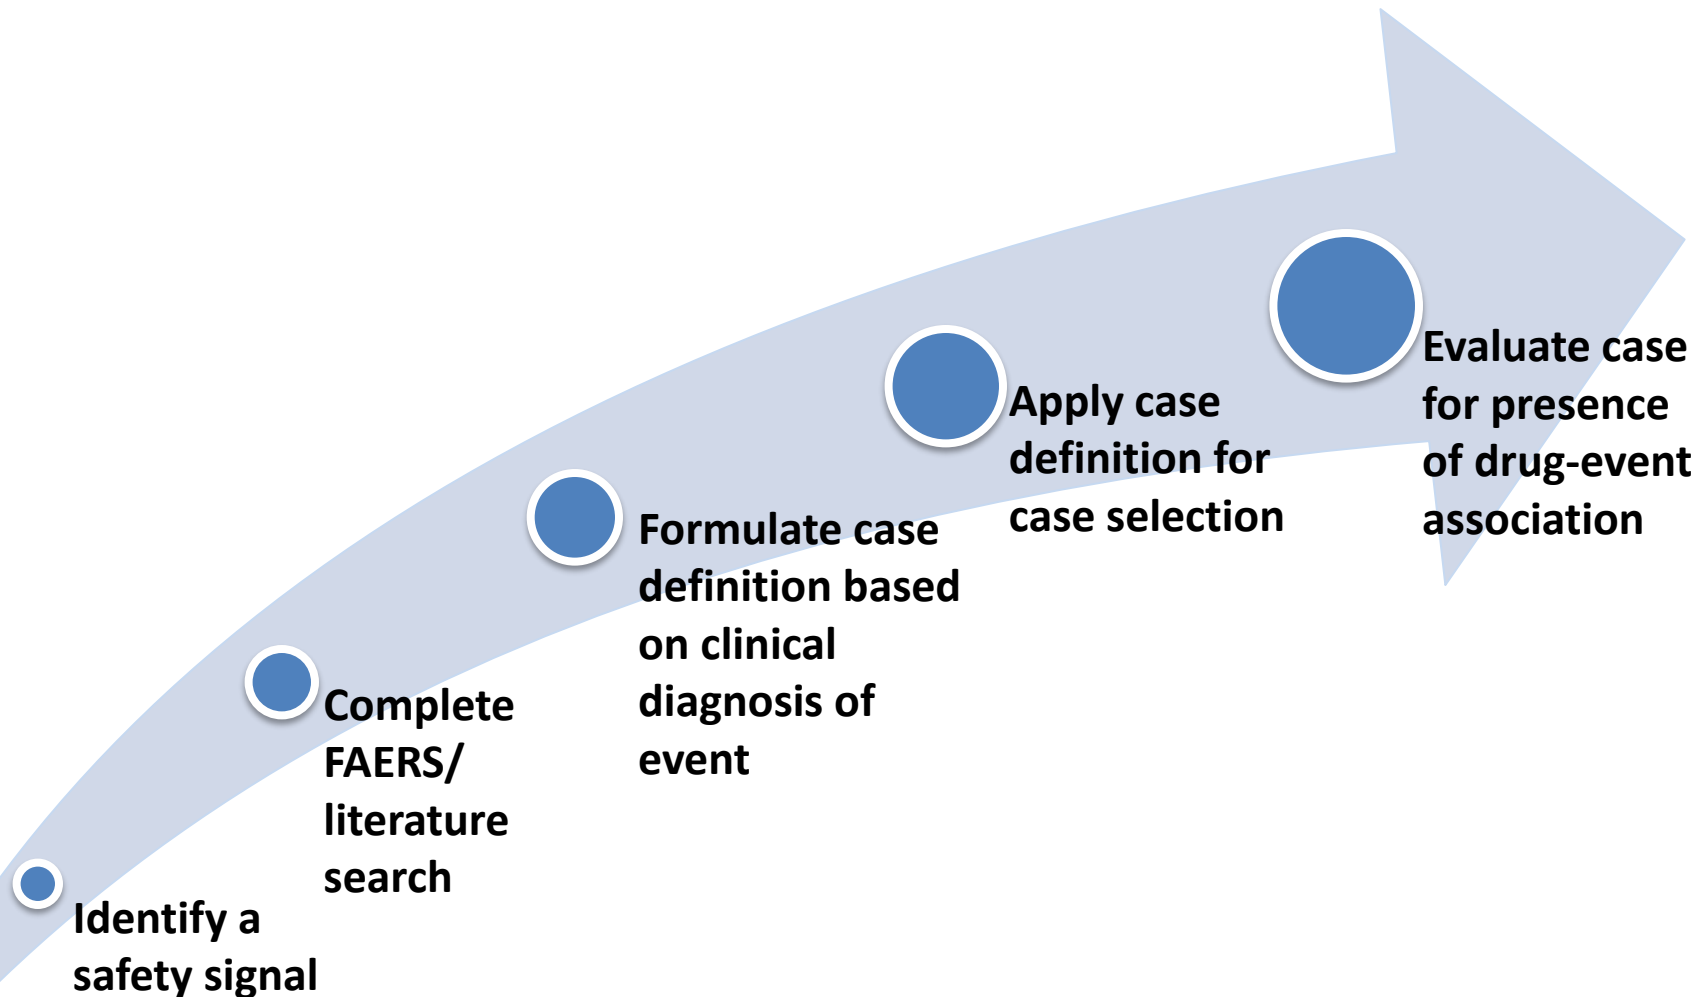 Identify a
safety signal
Complete
FAERS/
literature
search
Formulate case
definition based
on clinical
diagnosis of
event
Apply case
definition for
case selection
Evaluate case
for presence
of drug-event
association